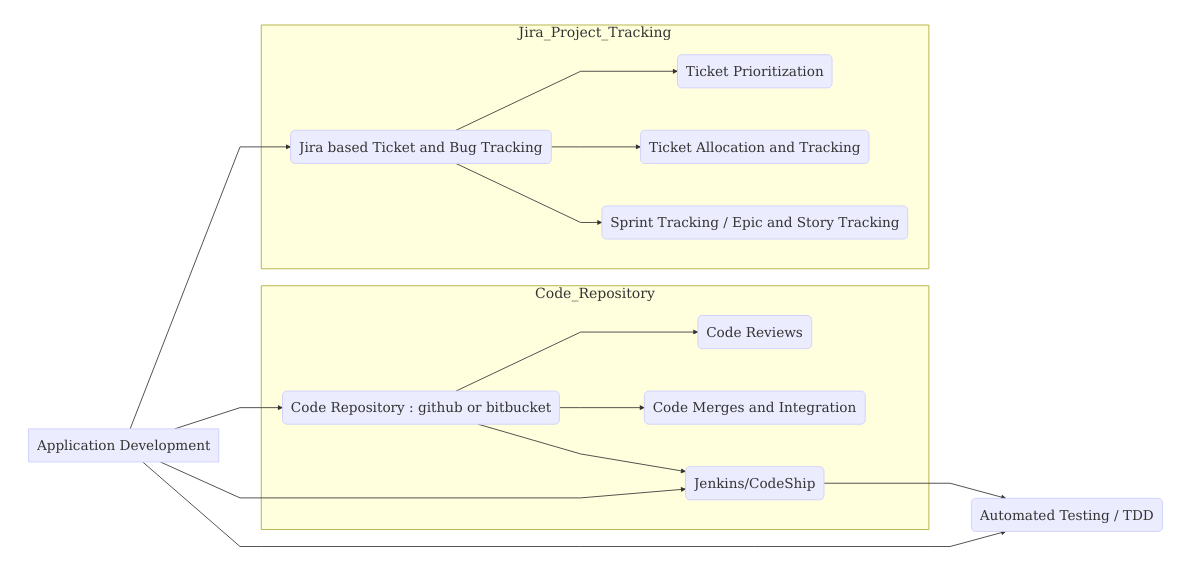 Jira_Project_Tracking
Ticket Prioritization
Jira based Ticket and Bug Tracking
Ticket Allocation and Tracking
Sprint Tracking / Epic and Story Tracking
Code_Repository
Code Reviews
Code Repository : github or bitbucket
Code Merges and Integration
Application Development
Jenkins/CodeShip
Automated Testing / TDD